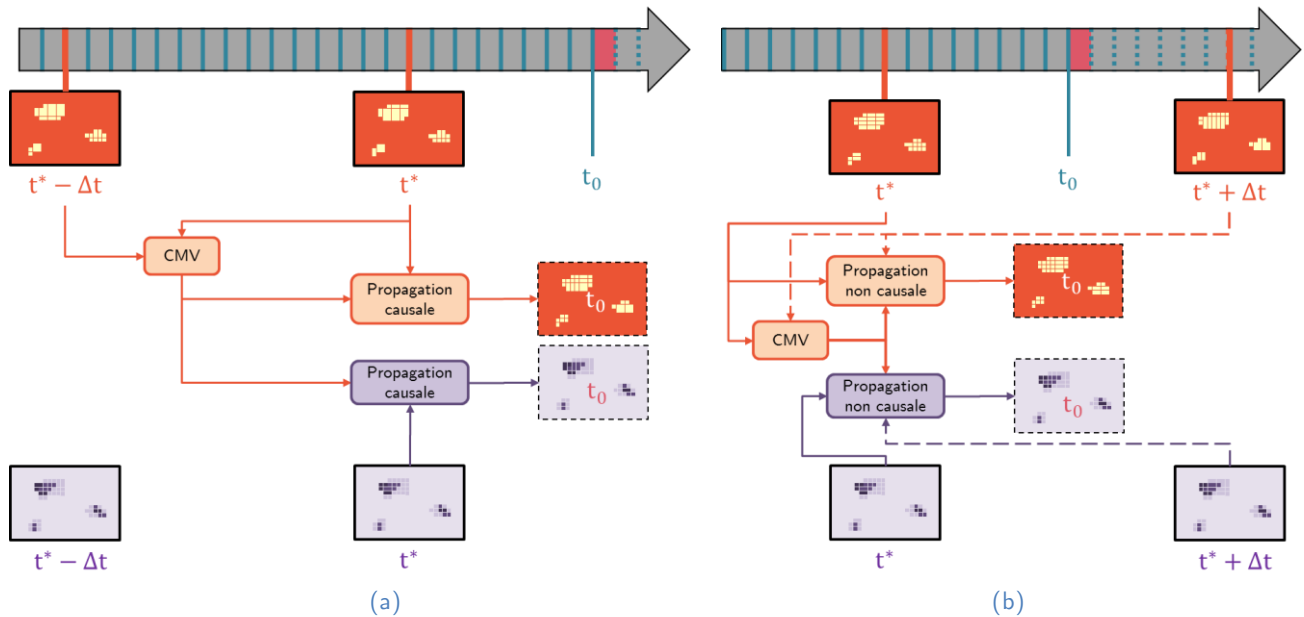 t* − Δt
t*
t₀
CMV
Propagation
causale
t₀
Propagation
causale
t₀
t* − Δt
t*
(a)
t*
t₀
t* + Δt
Propagation
non causale
t₀
CMV
Propagation
non causale
t₀
t*
t* + Δt
(b)